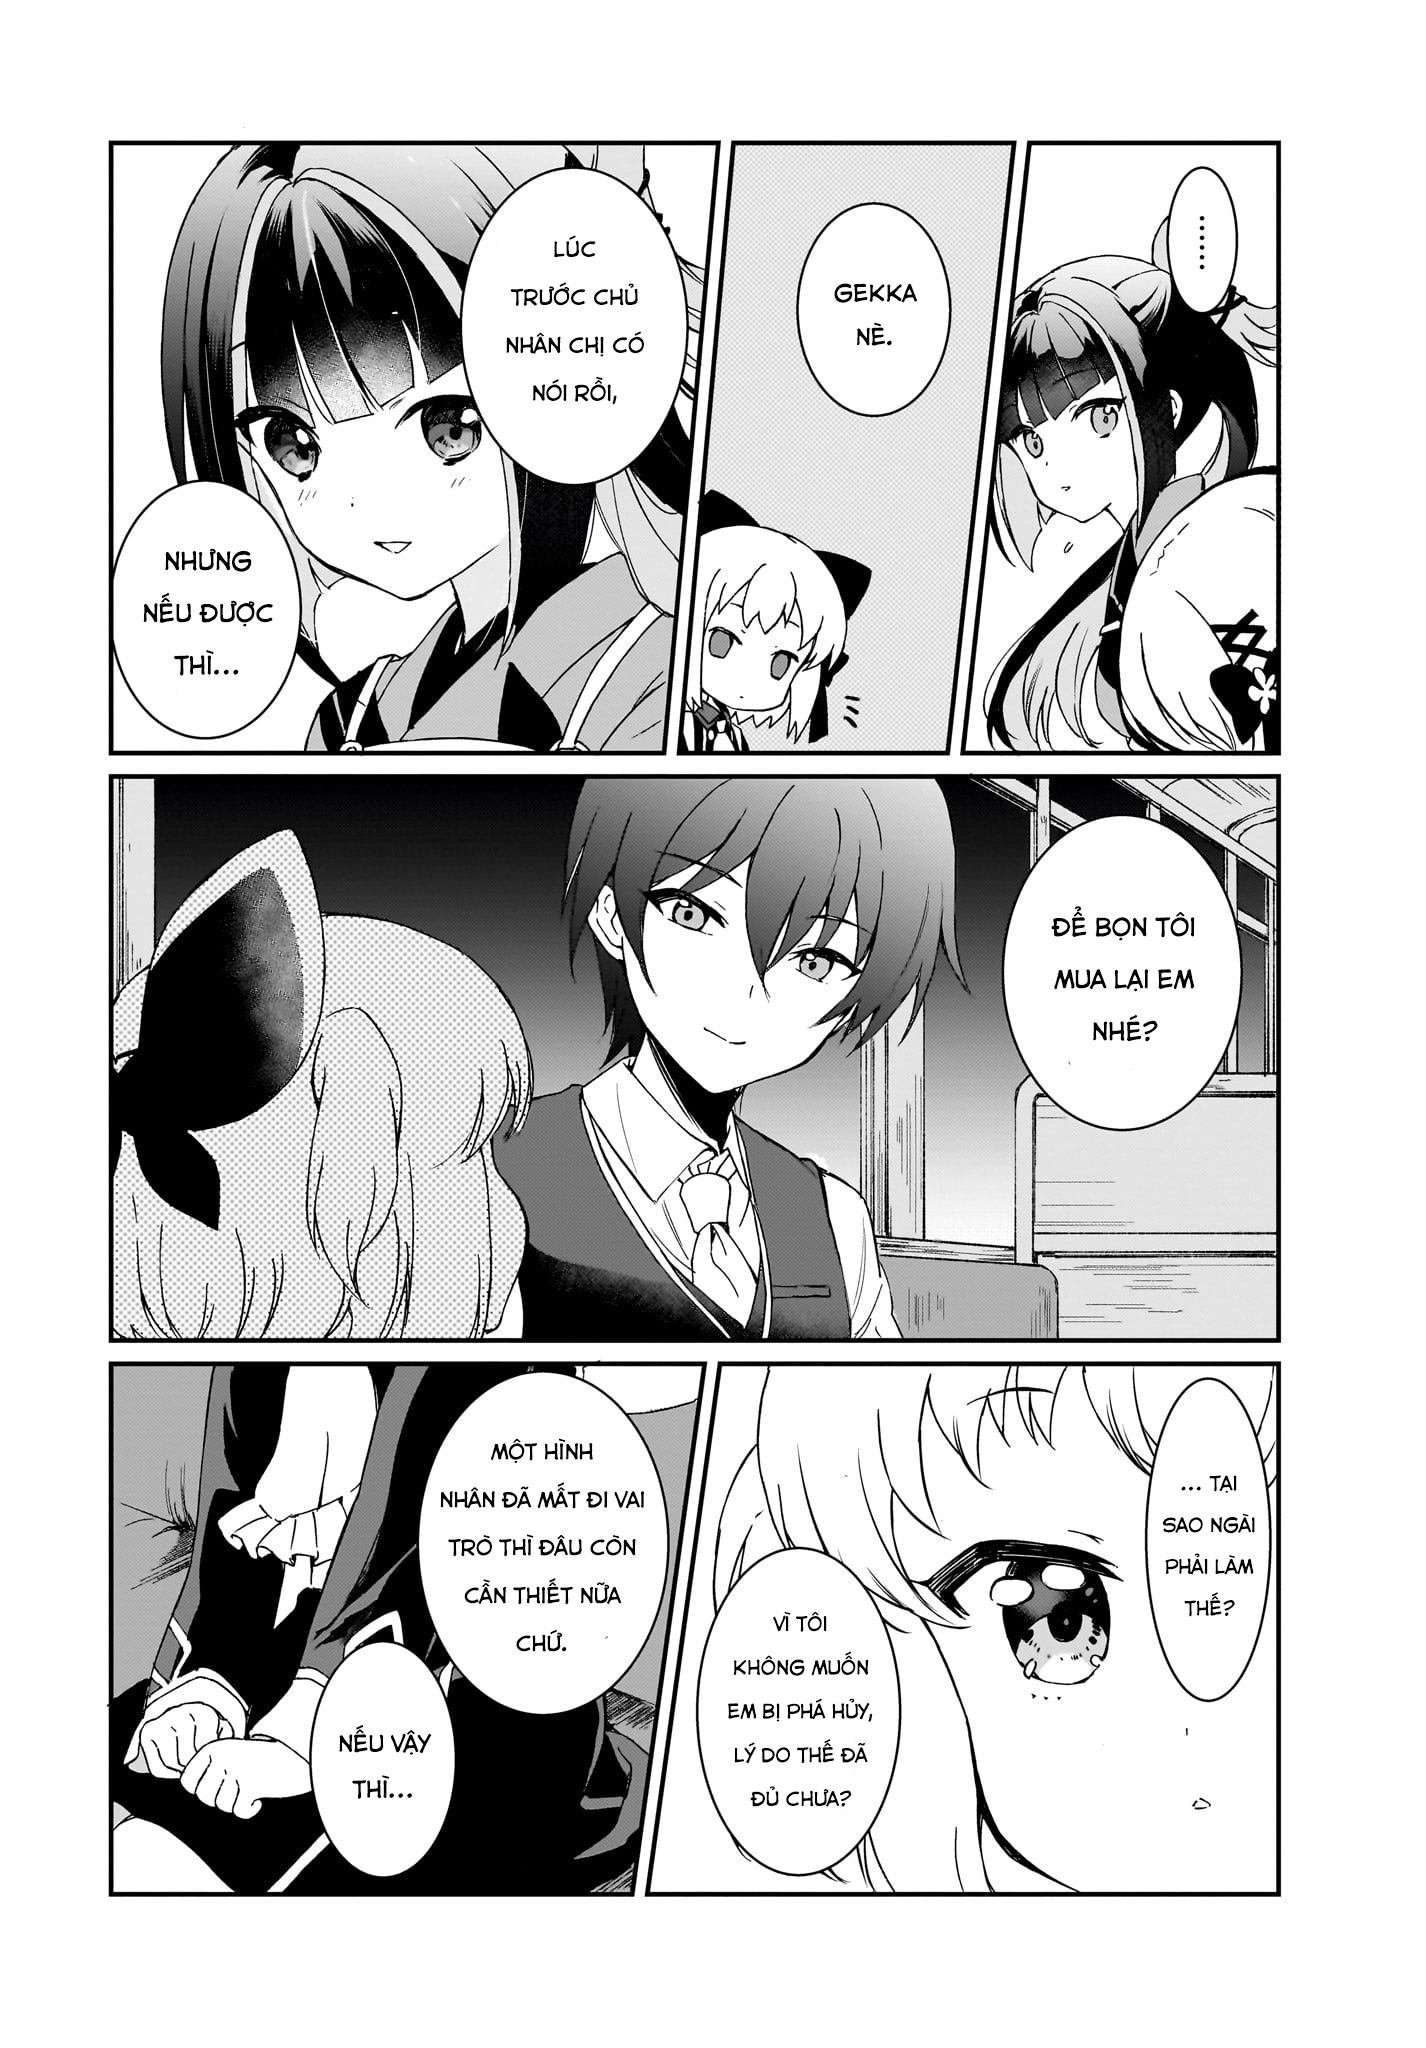 ......
GEKKA
NÈ.
LÚC
TRƯỚC CHỦ
NHÂN CHỊ CÓ
NÓI RỒI,
NHƯNG
NẾU ĐƯỢC
THÌ...
ĐỂ BỌN TÔI
MUA LẠI EM
NHÉ?
... TẠI
SAO NGÀI
PHẢI LÀM
THẾ?
VÌ TÔI
KHÔNG MUỐN
EM BỊ PHÁ HỦY,
LÝ DO THẾ ĐÃ
ĐỦ CHƯA?
MỘT HÌNH
NHÂN ĐÃ MẤT ĐI VAI
TRÒ THÌ ĐÂU CÒN
CẦN THIẾT NỮA
CHỨ.
NẾU VẬY
THÌ...